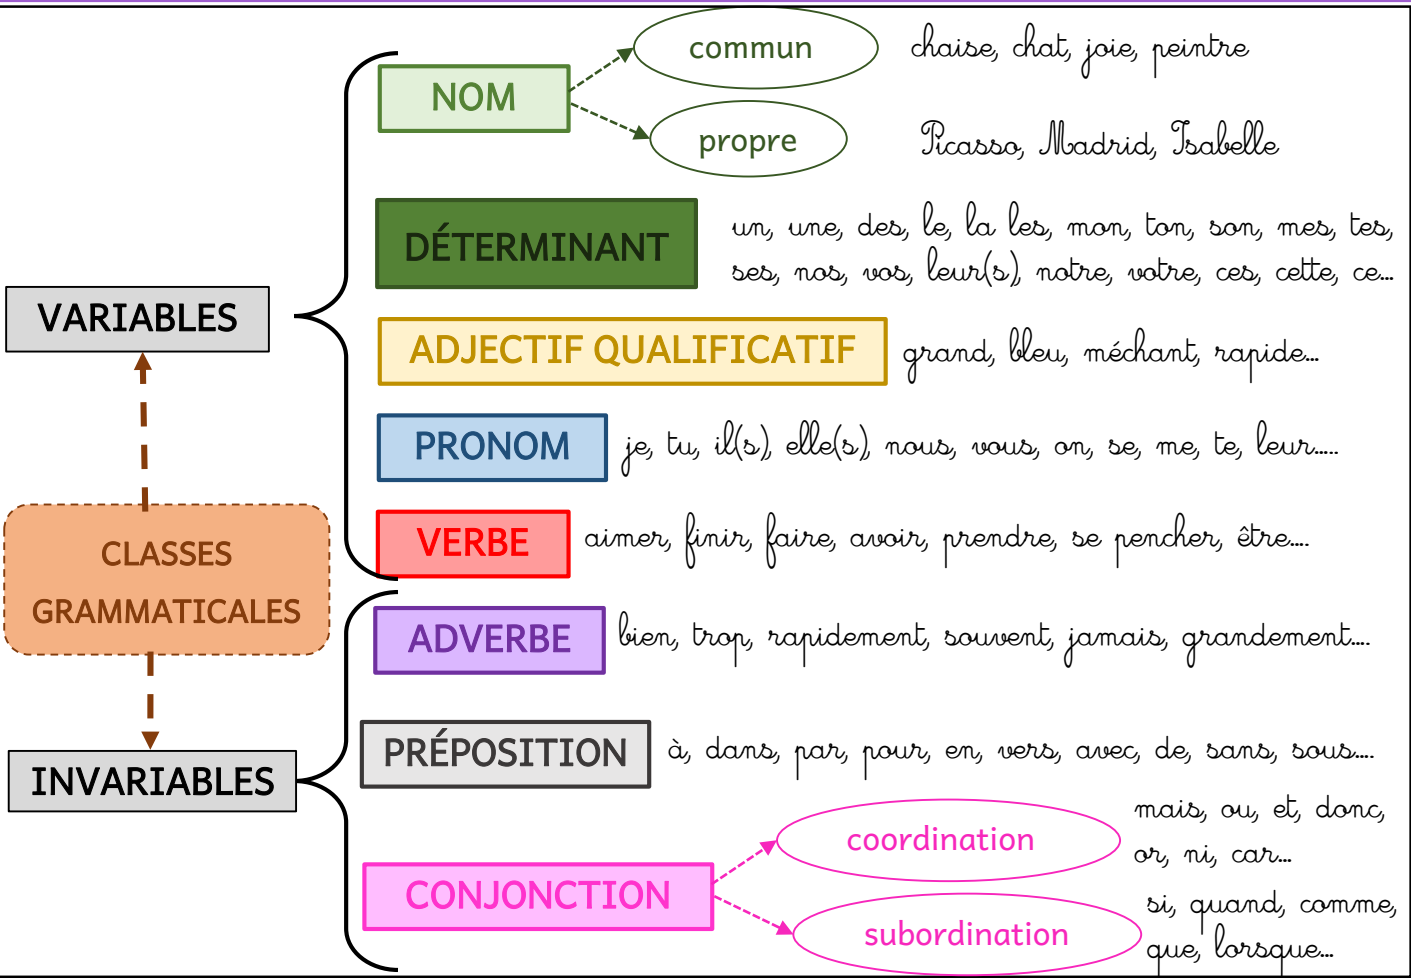 commun
chaise, chat, joie, peintre
NOM
propre
Picasso, Madrid, Isabelle
DÉTERMINANT
un, une, des, le, la les, mon, ton, son, mes, tes,
ses, nos, vos, leur(s), notre, votre, ces, cette, ce...
VARIABLES
ADJECTIF QUALIFICATIF
grand, bleu, méchant, rapide...
PRONOM
je, tu, il(s), elle(s), nous, vous, on, se, me, te, leur.....
VERBE
aimer, finir, faire, avoir, prendre, se pencher, être....
CLASSES
GRAMMATICALES
ADVERBE
bien, trop, rapidement, souvent, jamais, grandement....
PRÉPOSITION
à, dans, par, pour, en, vers, avec, de, sans, sous....
INVARIABLES
coordination
mais, ou, et, donc,
or, ni, car...
CONJONCTION
subordination
si, quand, comme,
que, lorsque...